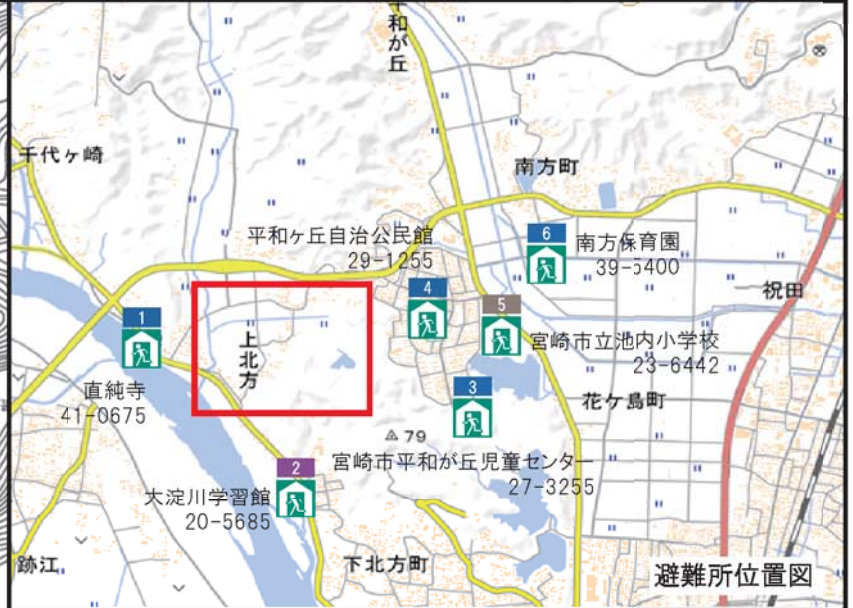 平和が丘
千代ヶ崎
南方町
平和ヶ丘自治公民館
29-1255
6
南方保育園
39-5400
4
祝田
1
5
上北方
宮崎市立池内小学校
23-6442
直純寺
41-0675
3
花ケ島町
79
2
宮崎市平和が丘児童センター
27-3255
大淀川学習館
20-5685
跡江
下北方町
避難所位置図